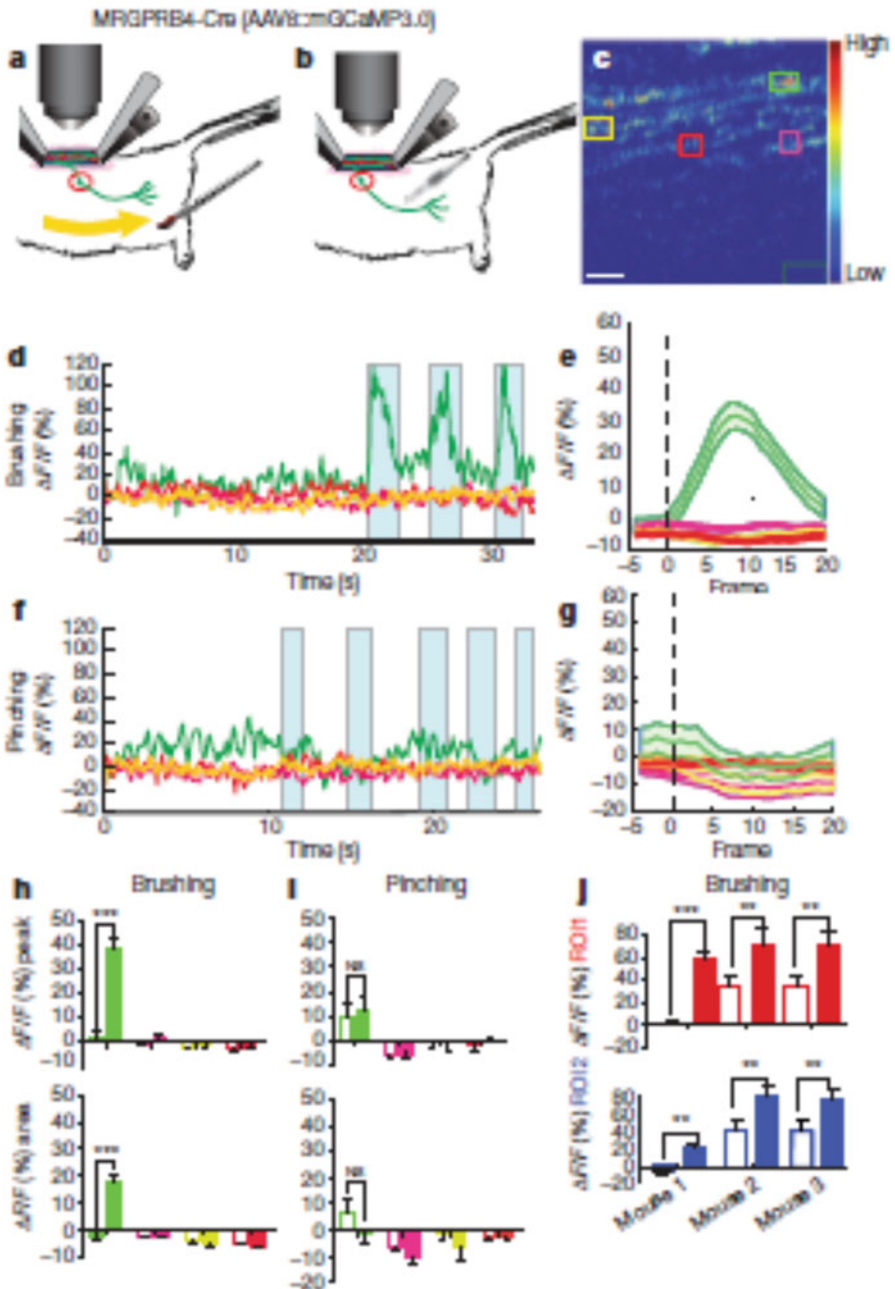 MRGPRB4-Cre (AAV8::mGCaMP3.0)
a
b
c
High
Low
d
Brushing
ΔF/F (%)
120
100
80
60
40
20
0
–20
–40
0
10
20
30
Time (s)
e
ΔF/F (%)
60
50
40
30
20
10
0
–10
–5
0
5
10
15
20
Frame
f
Pinching
ΔF/F (%)
120
100
80
60
40
20
0
–20
–40
0
10
20
Time (s)
g
ΔF/F (%)
60
50
40
30
20
10
0
–10
–20
–5
0
5
10
15
20
Frame
h
Brushing
ΔF/F (%) peak
50
40
30
20
10
0
–10
***
ΔF/F (%) area
50
40
30
20
10
0
–10
***
i
Pinching
50
40
30
20
10
0
–10
NS
50
40
30
20
10
0
–10
–20
NS
j
Brushing
ΔF/F (%) ROI1
80
60
40
20
0
–20
***
**
**
ΔF/F (%) ROI2
80
60
40
20
0
–20
**
**
**
Mouse 1
Mouse 2
Mouse 3